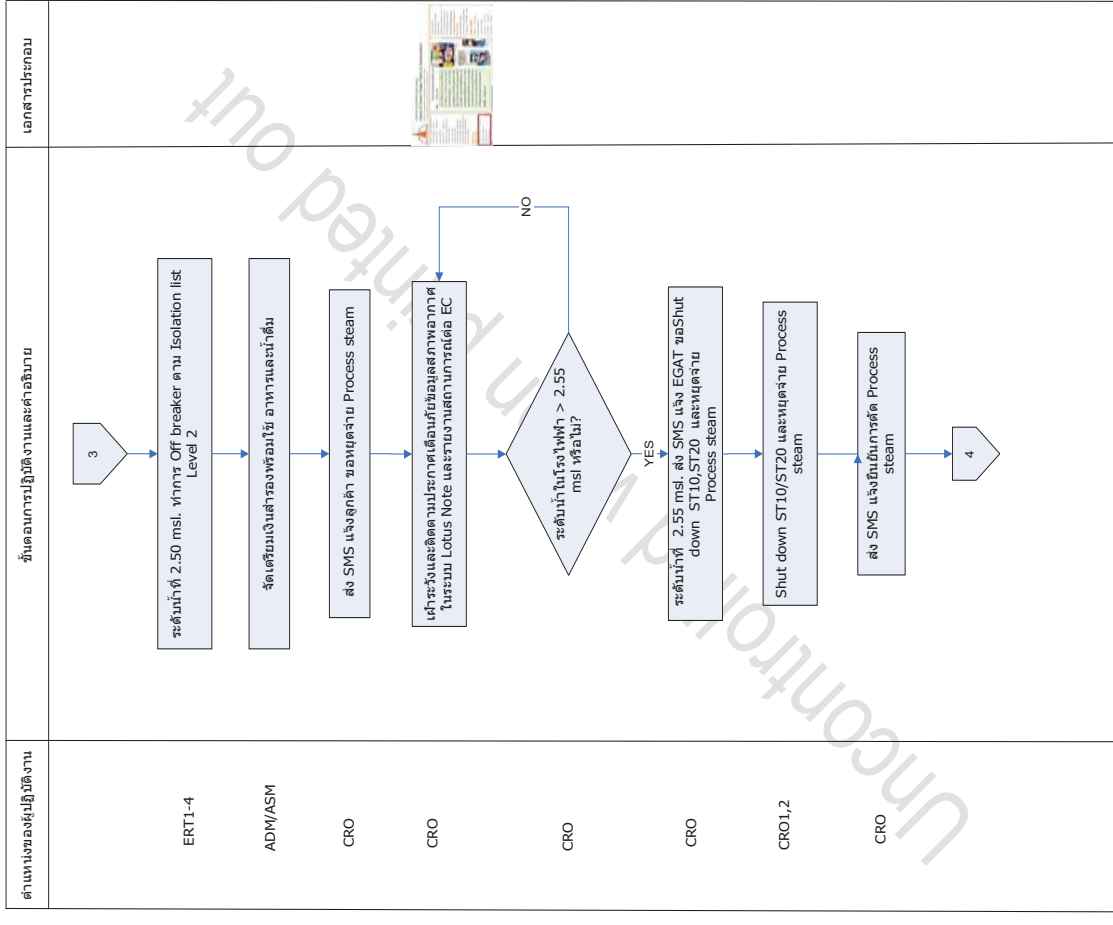 ตำแหน่งของผู้ปฏิบัติงาน
ขั้นตอนการปฏิบัติงานและคำอธิบาย
เอกสารประกอบ
3
ERT1-4
ระดับน้ำที่ 2.50 msl. ทำการ Off breaker ตาม Isolation list
Level 2
ADM/ASM
จัดเตรียมเงินสำรองพร้อมใช้ อาหารและน้ำดื่ม
CRO
ส่ง SMS แจ้งลูกค้า ขอหยุดจ่าย Process steam
CRO
เฝ้าระวังและติดตามประกาศเตือนภัยข้อมูลสภาพอากาศ
ในระบบ Lotus Note และรายงานสถานการณ์ต่อ EC
CRO
ระดับน้ำในโรงไฟฟ้า > 2.55
msl หรือไม่?
NO
YES
CRO
ระดับน้ำที่ 2.55 msl. ส่ง SMS แจ้ง EGAT ขอShut
down ST10,ST20 และหยุดจ่าย
Process steam
CRO1,2
Shut down ST10/ST20 และหยุดจ่าย Process
steam
CRO
ส่ง SMS แจ้งยืนยันการตัด Process
steam
4